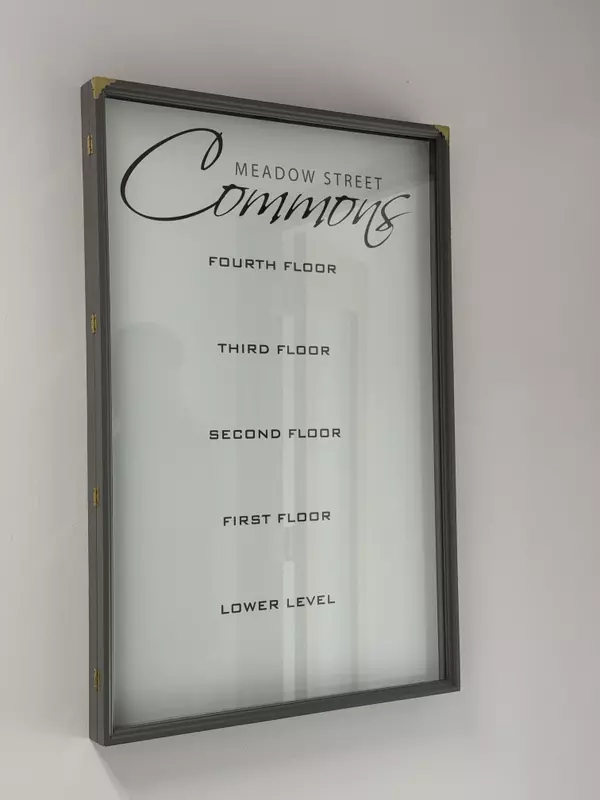 MEADOW STREET
Commons
FOURTH FLOOR
THIRD FLOOR
SECOND FLOOR
FIRST FLOOR
LOWER LEVEL